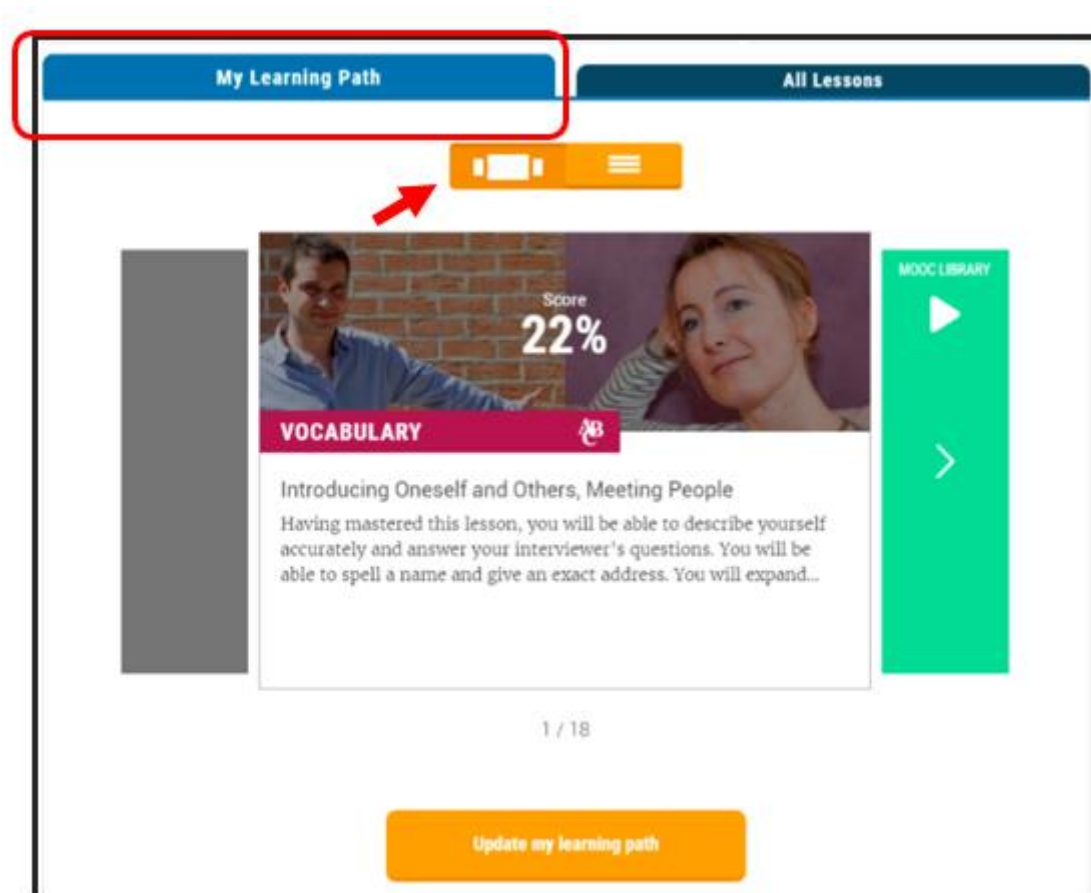 My Learning Path
All Lessons
Score
22%
MOOC LIBRARY
VOCABULARY
ABC
Introducing Oneself and Others, Meeting People
Having mastered this lesson, you will be able to describe yourself
accurately and answer your interviewer's questions. You will be
able to spell a name and give an exact address. You will expand...
1 / 18
Update my learning path